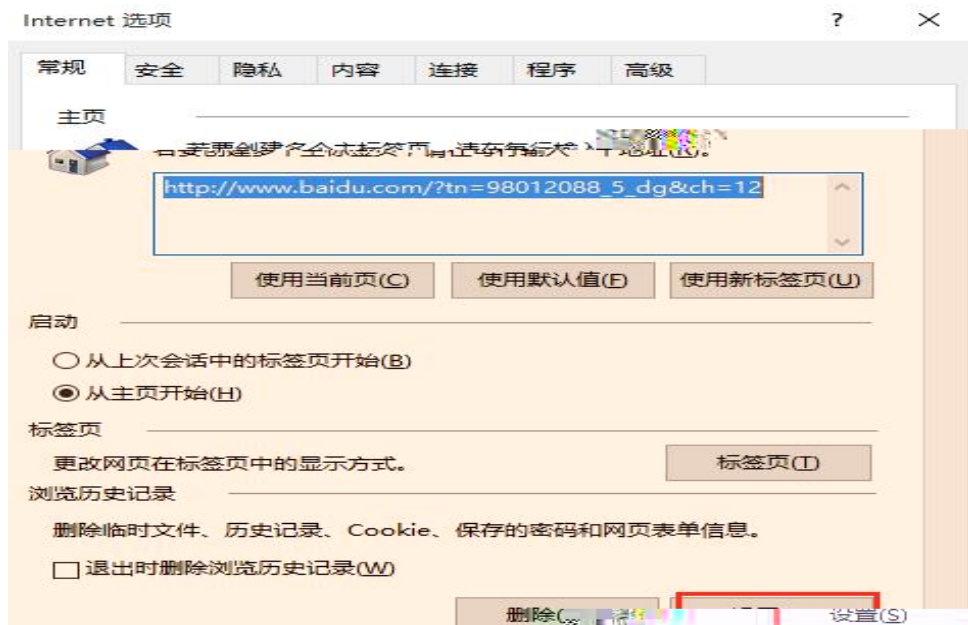 Internet 选项 ? ×
常规 安全 隐私 内容 连接 程序 高级
主页
地址(R)。
http://www.baidu.com/?tn=98012088_5_dg&ch=12
使用当前页(C) 使用默认值(F) 使用新标签页(U)
启动
从上次会话中的标签页开始(B)
从主页开始(H)
标签页
更改网页在标签页中的显示方式。 标签页(T)
浏览历史记录
删除临时文件、历史记录、Cookie、保存的密码和网页表单信息。
退出时删除浏览历史记录(W)
删除( 设置(S)